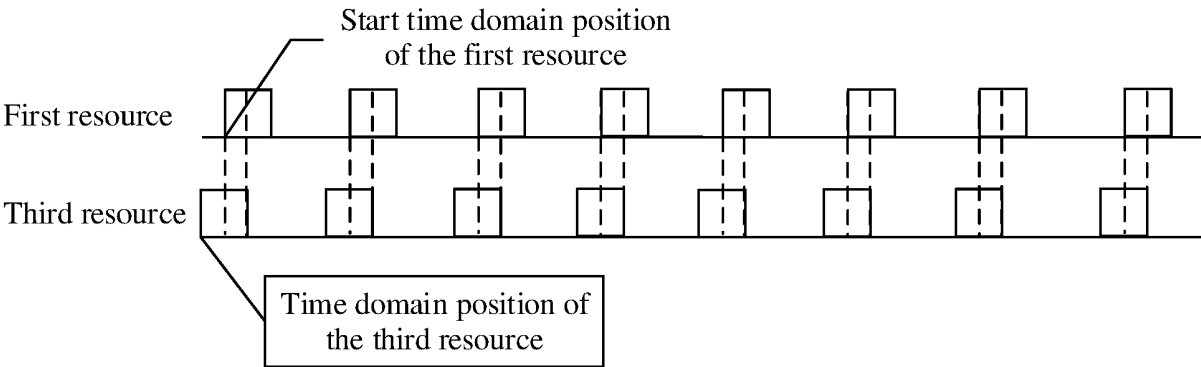 Start time domain position
of the first resource
First resource
Third resource
Time domain position of
the third resource